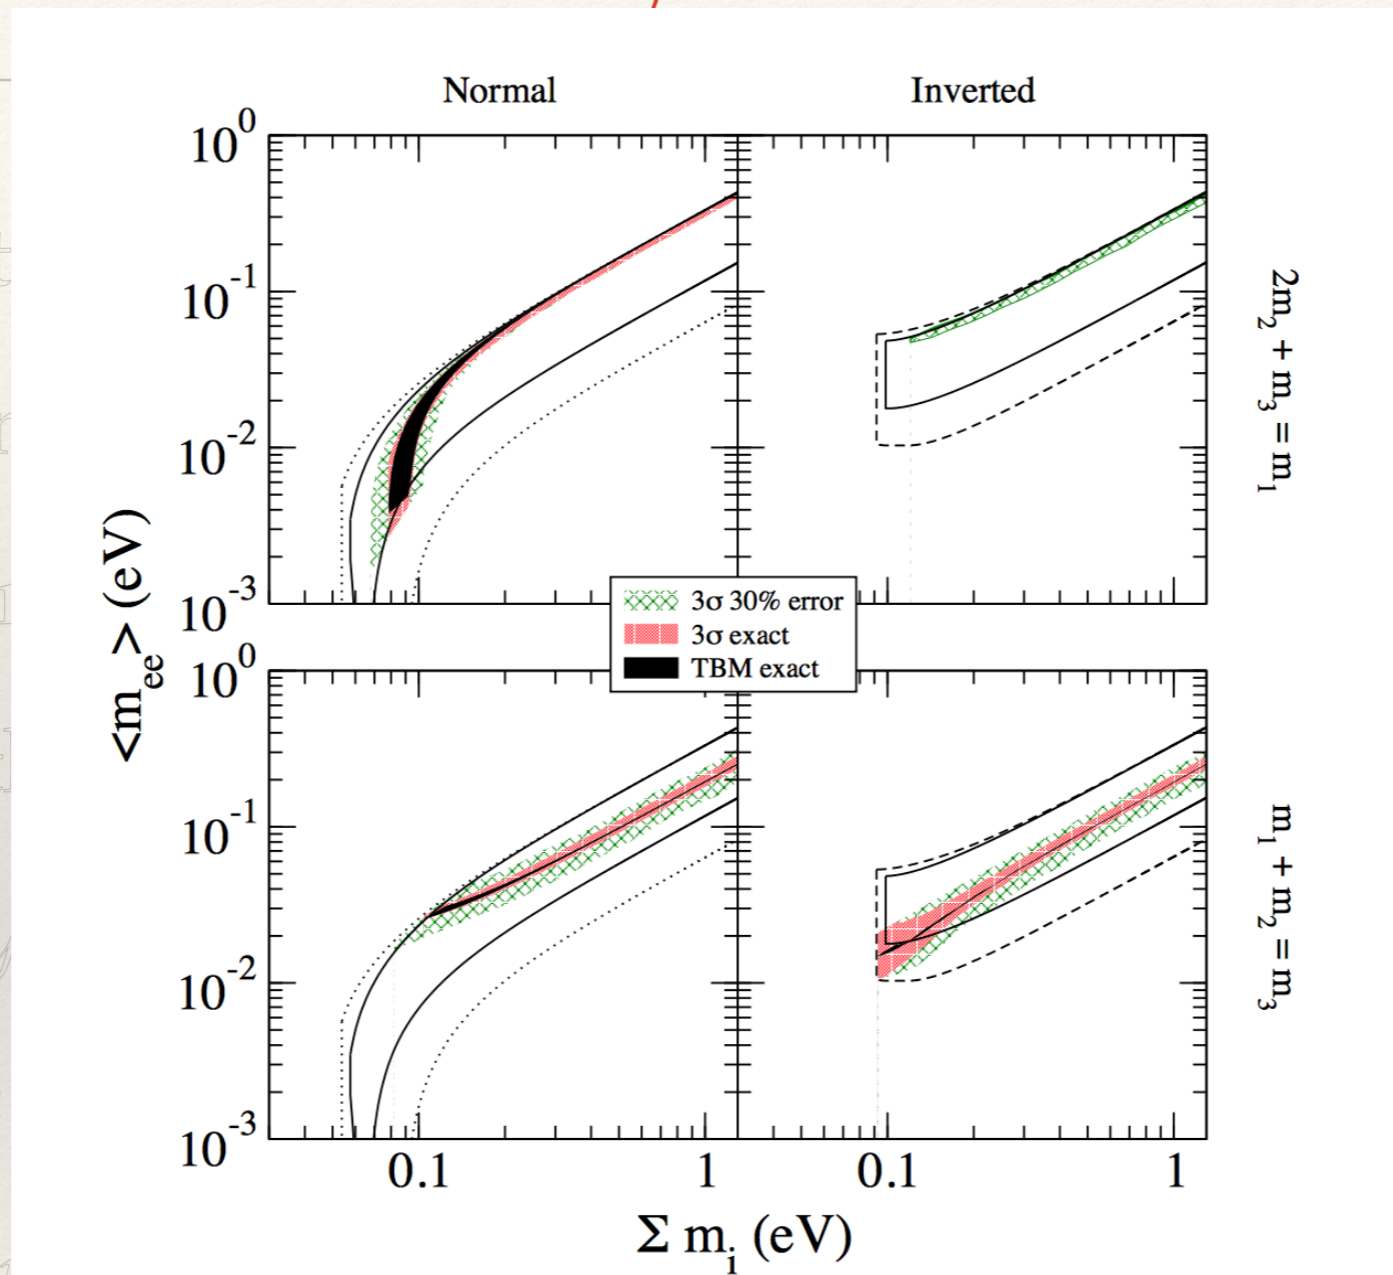 Normal
Inverted
10^0
10^-1
10^-2
10^-3
2m_2 + m_3 = m_1
3σ 30% error
3σ exact
TBM exact
<m_ee> (eV)
10^0
10^-1
10^-2
10^-3
m_1 + m_2 = m_3
0.1
1
0.1
1
Σ m_i (eV)